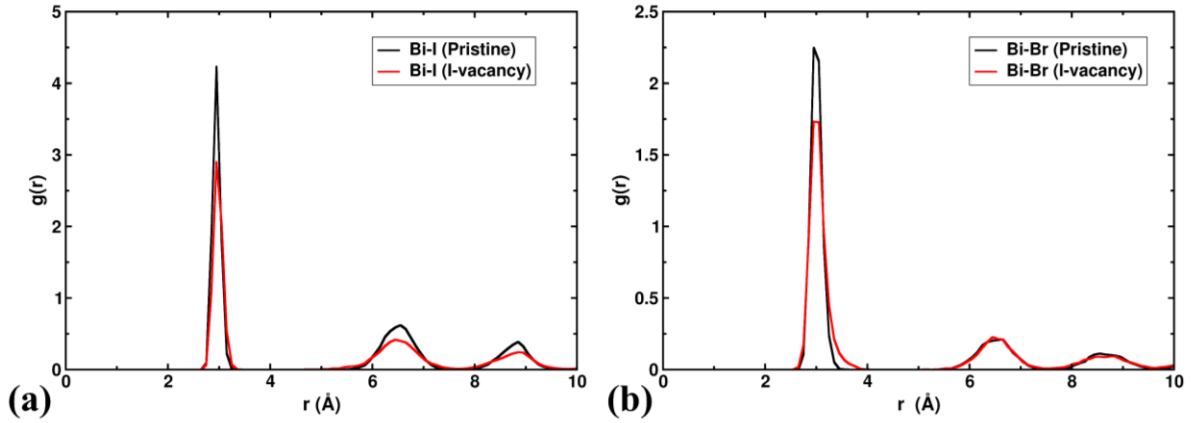 5
4
3
2
1
0
g(r)
Bi-I (Pristine)
Bi-I (I-vacancy)
0 2 4 6 8 10
r (Å)
(a)
2.5
2
1.5
1
0.5
0
g(r)
Bi-Br (Pristine)
Bi-Br (I-vacancy)
0 2 4 6 8 10
r (Å)
(b)